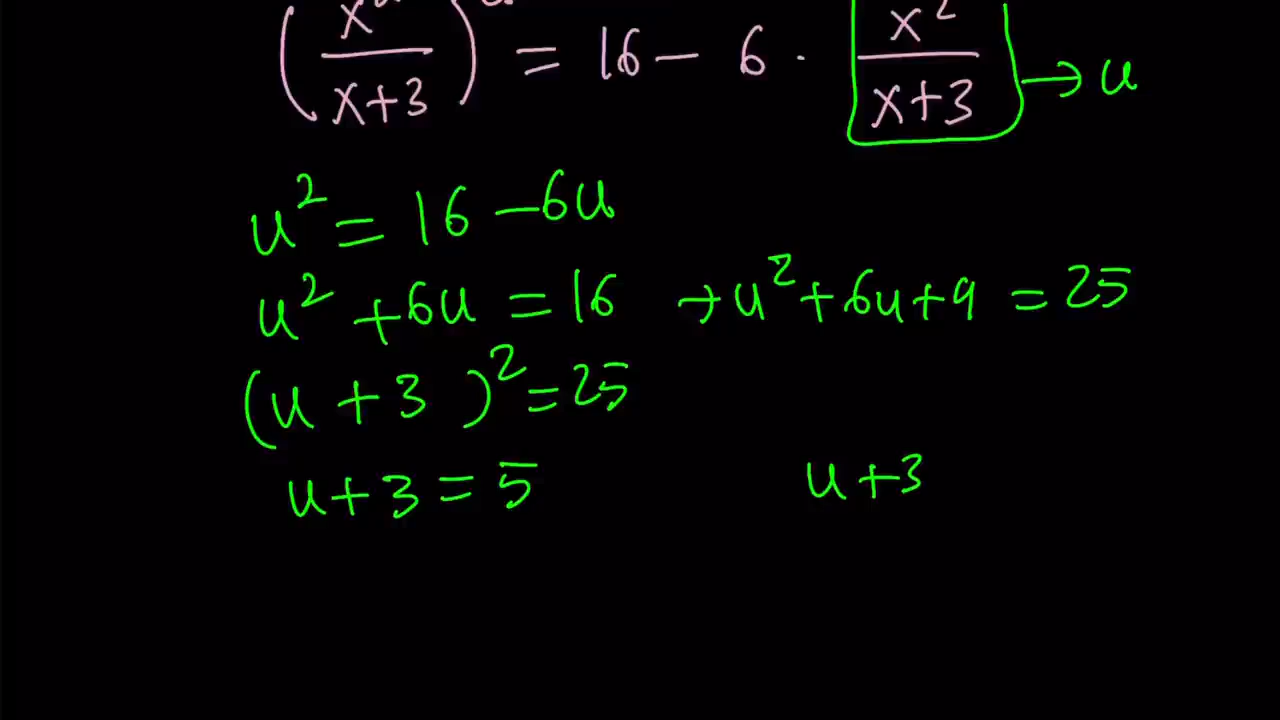 (x²/(x+3))² = 16 − 6 · x²/(x+3) → u
u² = 16 − 6u
u² + 6u = 16 → u² + 6u + 9 = 25
(u + 3)² = 25
u + 3 = 5 u + 3